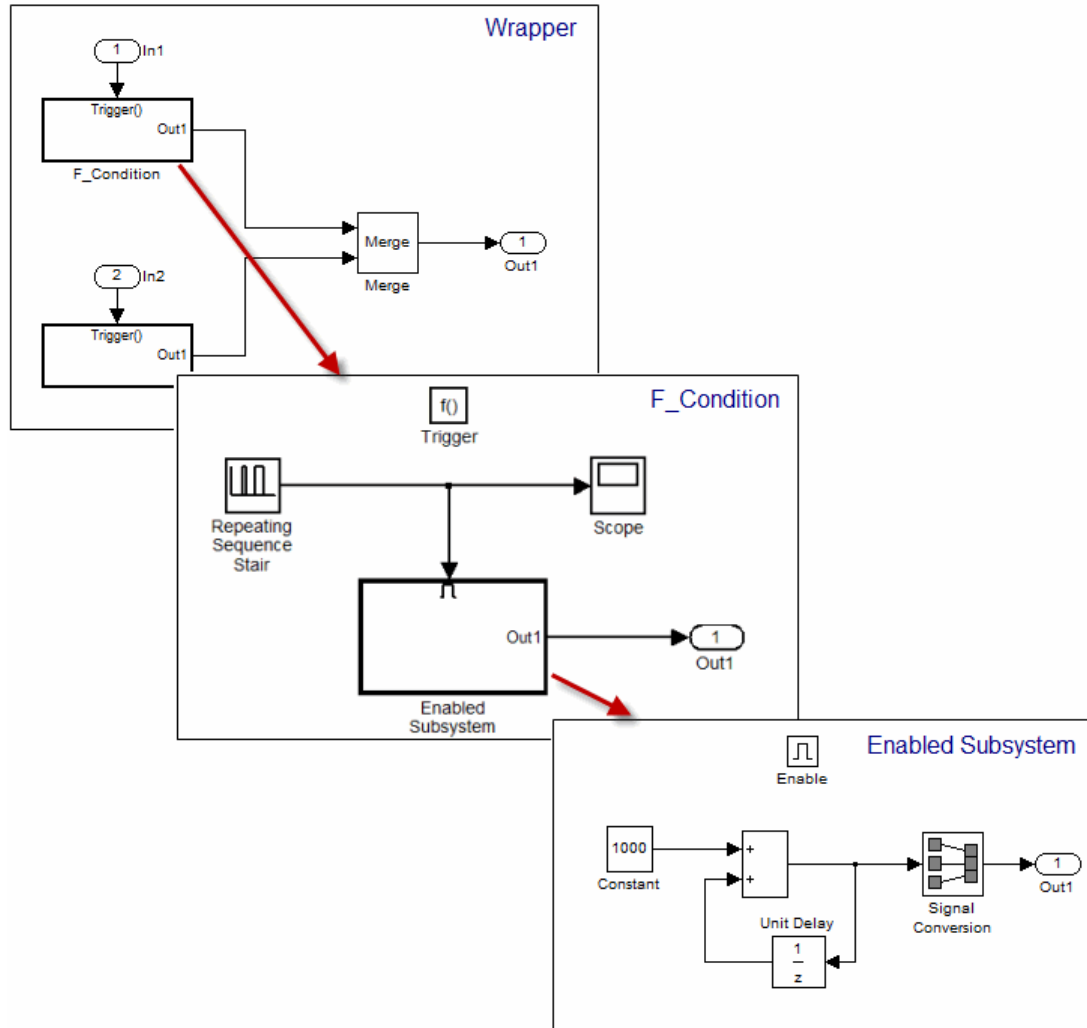 Wrapper
1
In1
Trigger()
Out1
F_Condition
Merge
Merge
1
Out1
2
In2
Trigger()
Out1
F_Condition
f()
Trigger
Repeating
Sequence
Stair
Scope
Out1
1
Out1
Enabled
Subsystem
Enabled Subsystem
Enable
1000
Constant
+
+
Unit Delay
1
z
Signal
Conversion
1
Out1